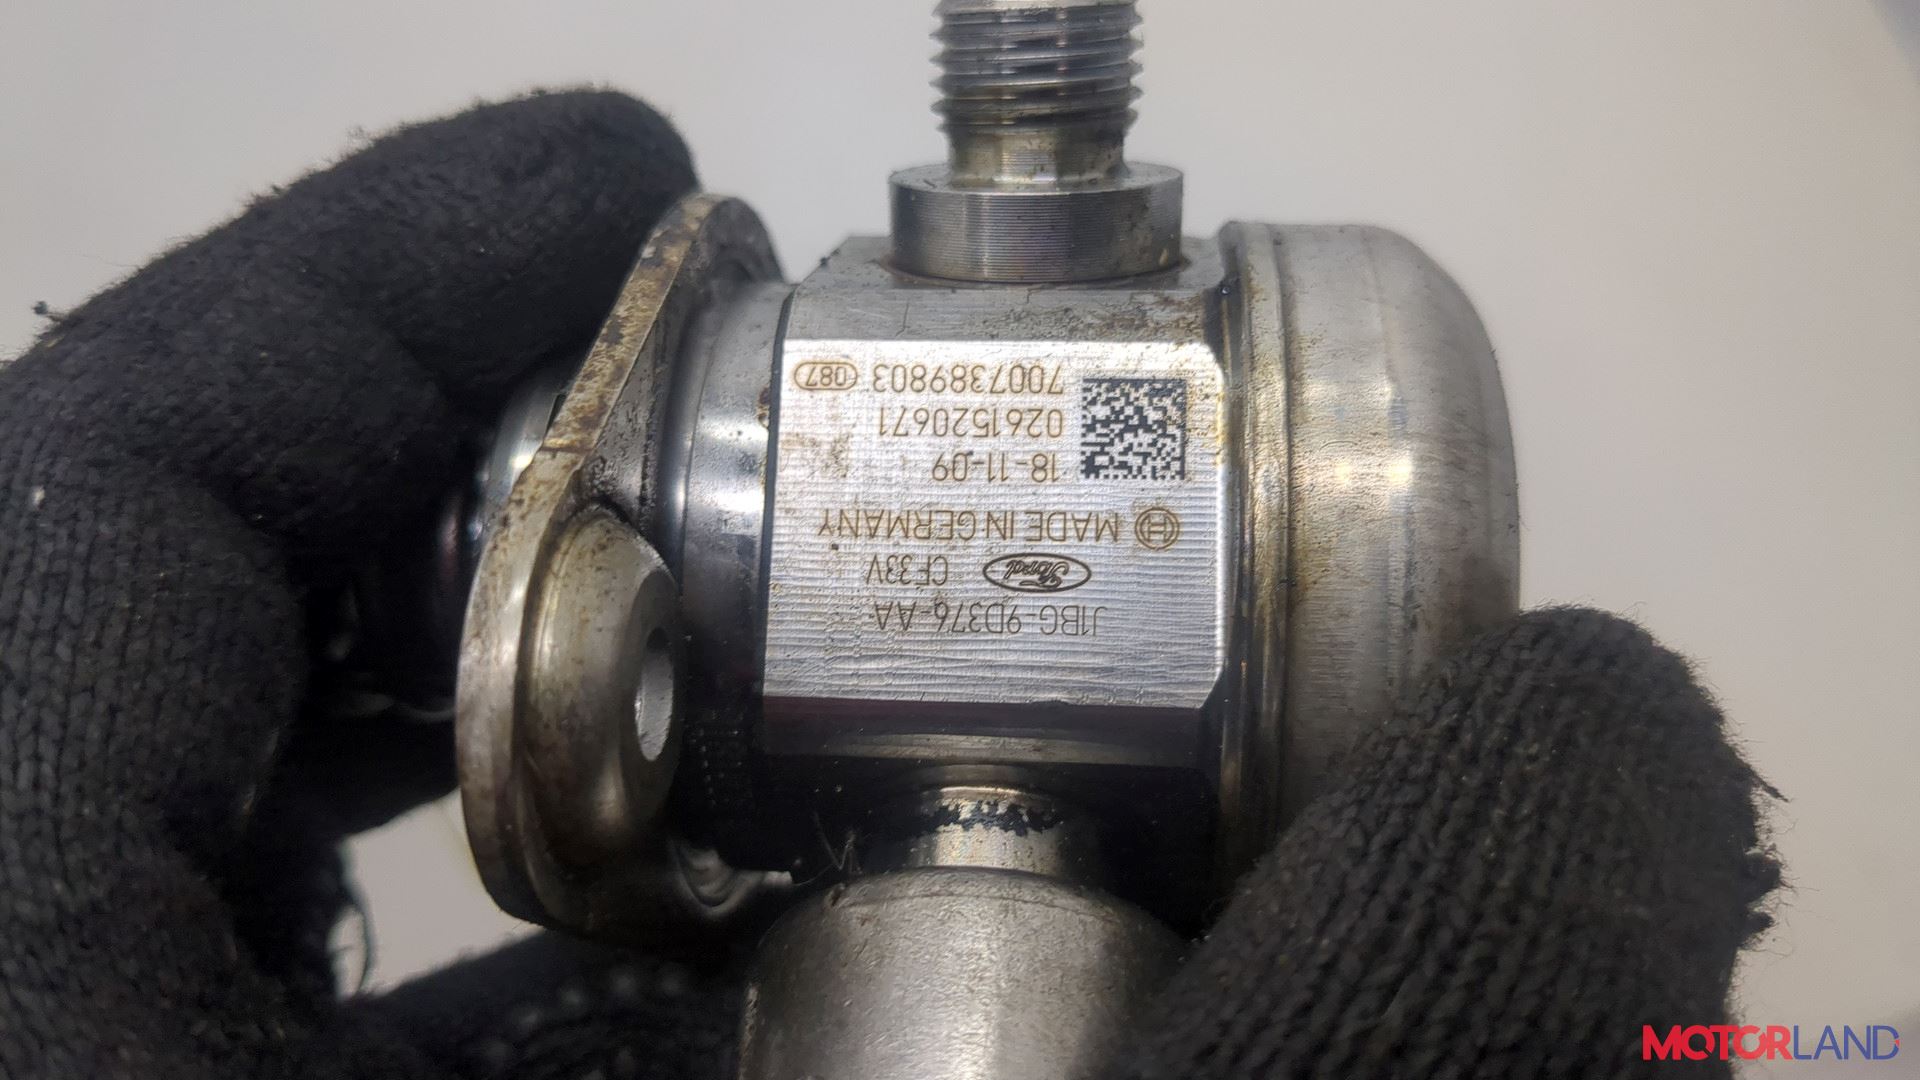 J1BG-9D376-AA
Ford CF33V
MADE IN GERMANY
18-11-09
0261520671
7007389803 087
MOTORLAND